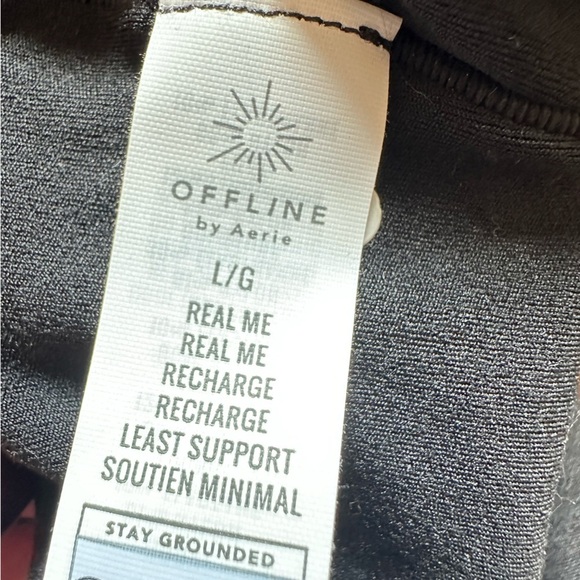 OFFLINE
by Aerie
L/G
REAL ME
REAL ME
RECHARGE
RECHARGE
LEAST SUPPORT
SOUTIEN MINIMAL
STAY GROUNDED